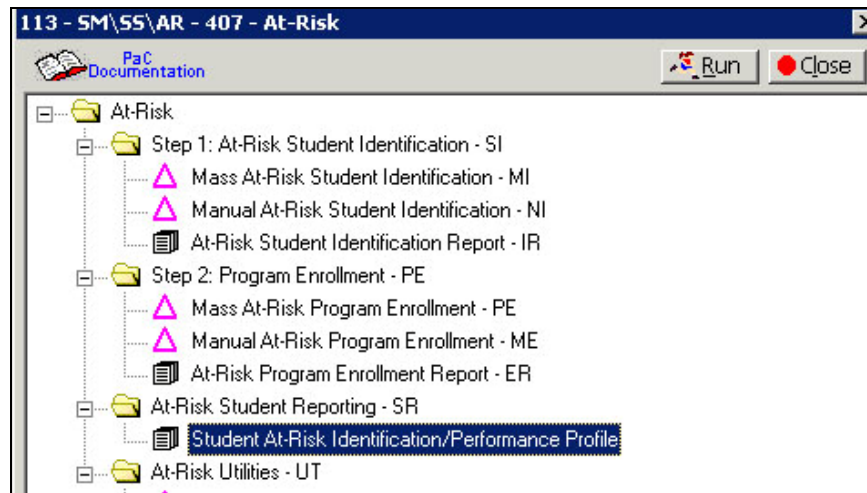 113 - SM\SS\AR - 407 - At-Risk
PaC
Documentation
Run
Close
At-Risk
Step 1: At-Risk Student Identification - SI
Mass At-Risk Student Identification - MI
Manual At-Risk Student Identification - NI
At-Risk Student Identification Report - IR
Step 2: Program Enrollment - PE
Mass At-Risk Program Enrollment - PE
Manual At-Risk Program Enrollment - ME
At-Risk Program Enrollment Report - ER
At-Risk Student Reporting - SR
Student At-Risk Identification/Performance Profile
At-Risk Utilities - UT